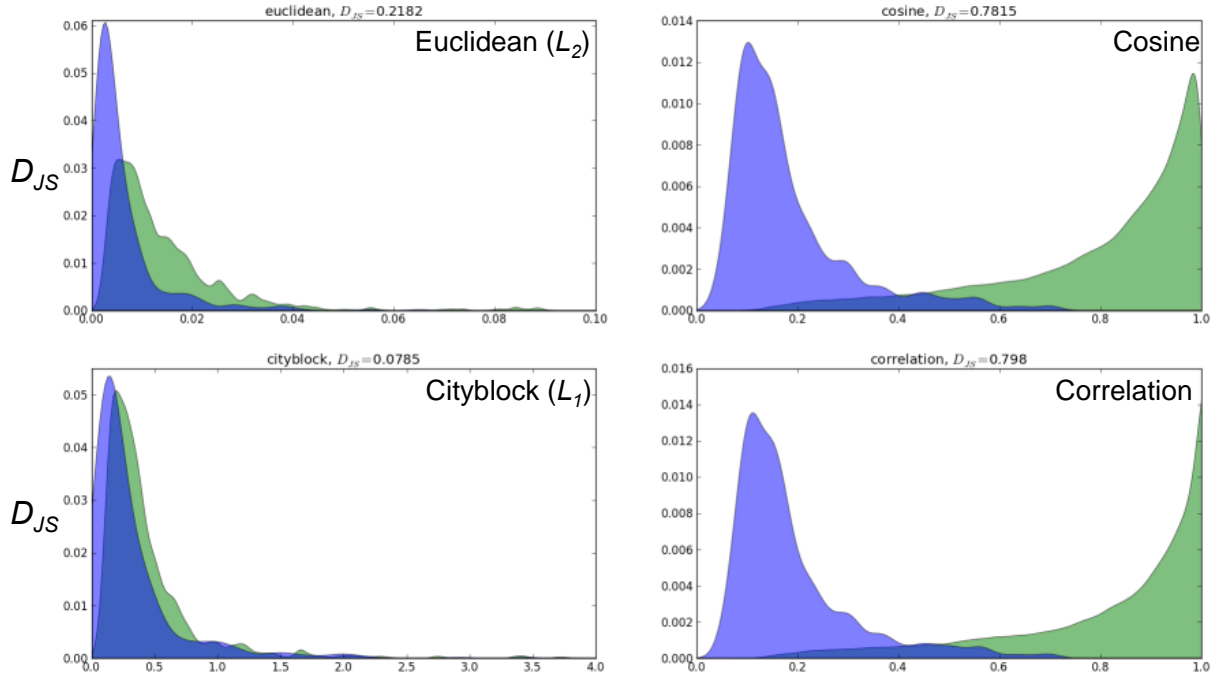 euclidean, D_JS=0.2182
Euclidean (L2)
0.06
0.05
0.04
0.03
0.02
0.01
0.00
D_JS
0.00 0.02 0.04 0.06 0.08 0.10
cosine, D_JS=0.7815
Cosine
0.014
0.012
0.010
0.008
0.006
0.004
0.002
0.000
0.0 0.2 0.4 0.6 0.8 1.0
cityblock, D_JS=0.0785
Cityblock (L1)
0.05
0.04
0.03
0.02
0.01
0.00
D_JS
0.0 0.5 1.0 1.5 2.0 2.5 3.0 3.5 4.0
correlation, D_JS=0.798
Correlation
0.016
0.014
0.012
0.010
0.008
0.006
0.004
0.002
0.000
0.0 0.2 0.4 0.6 0.8 1.0